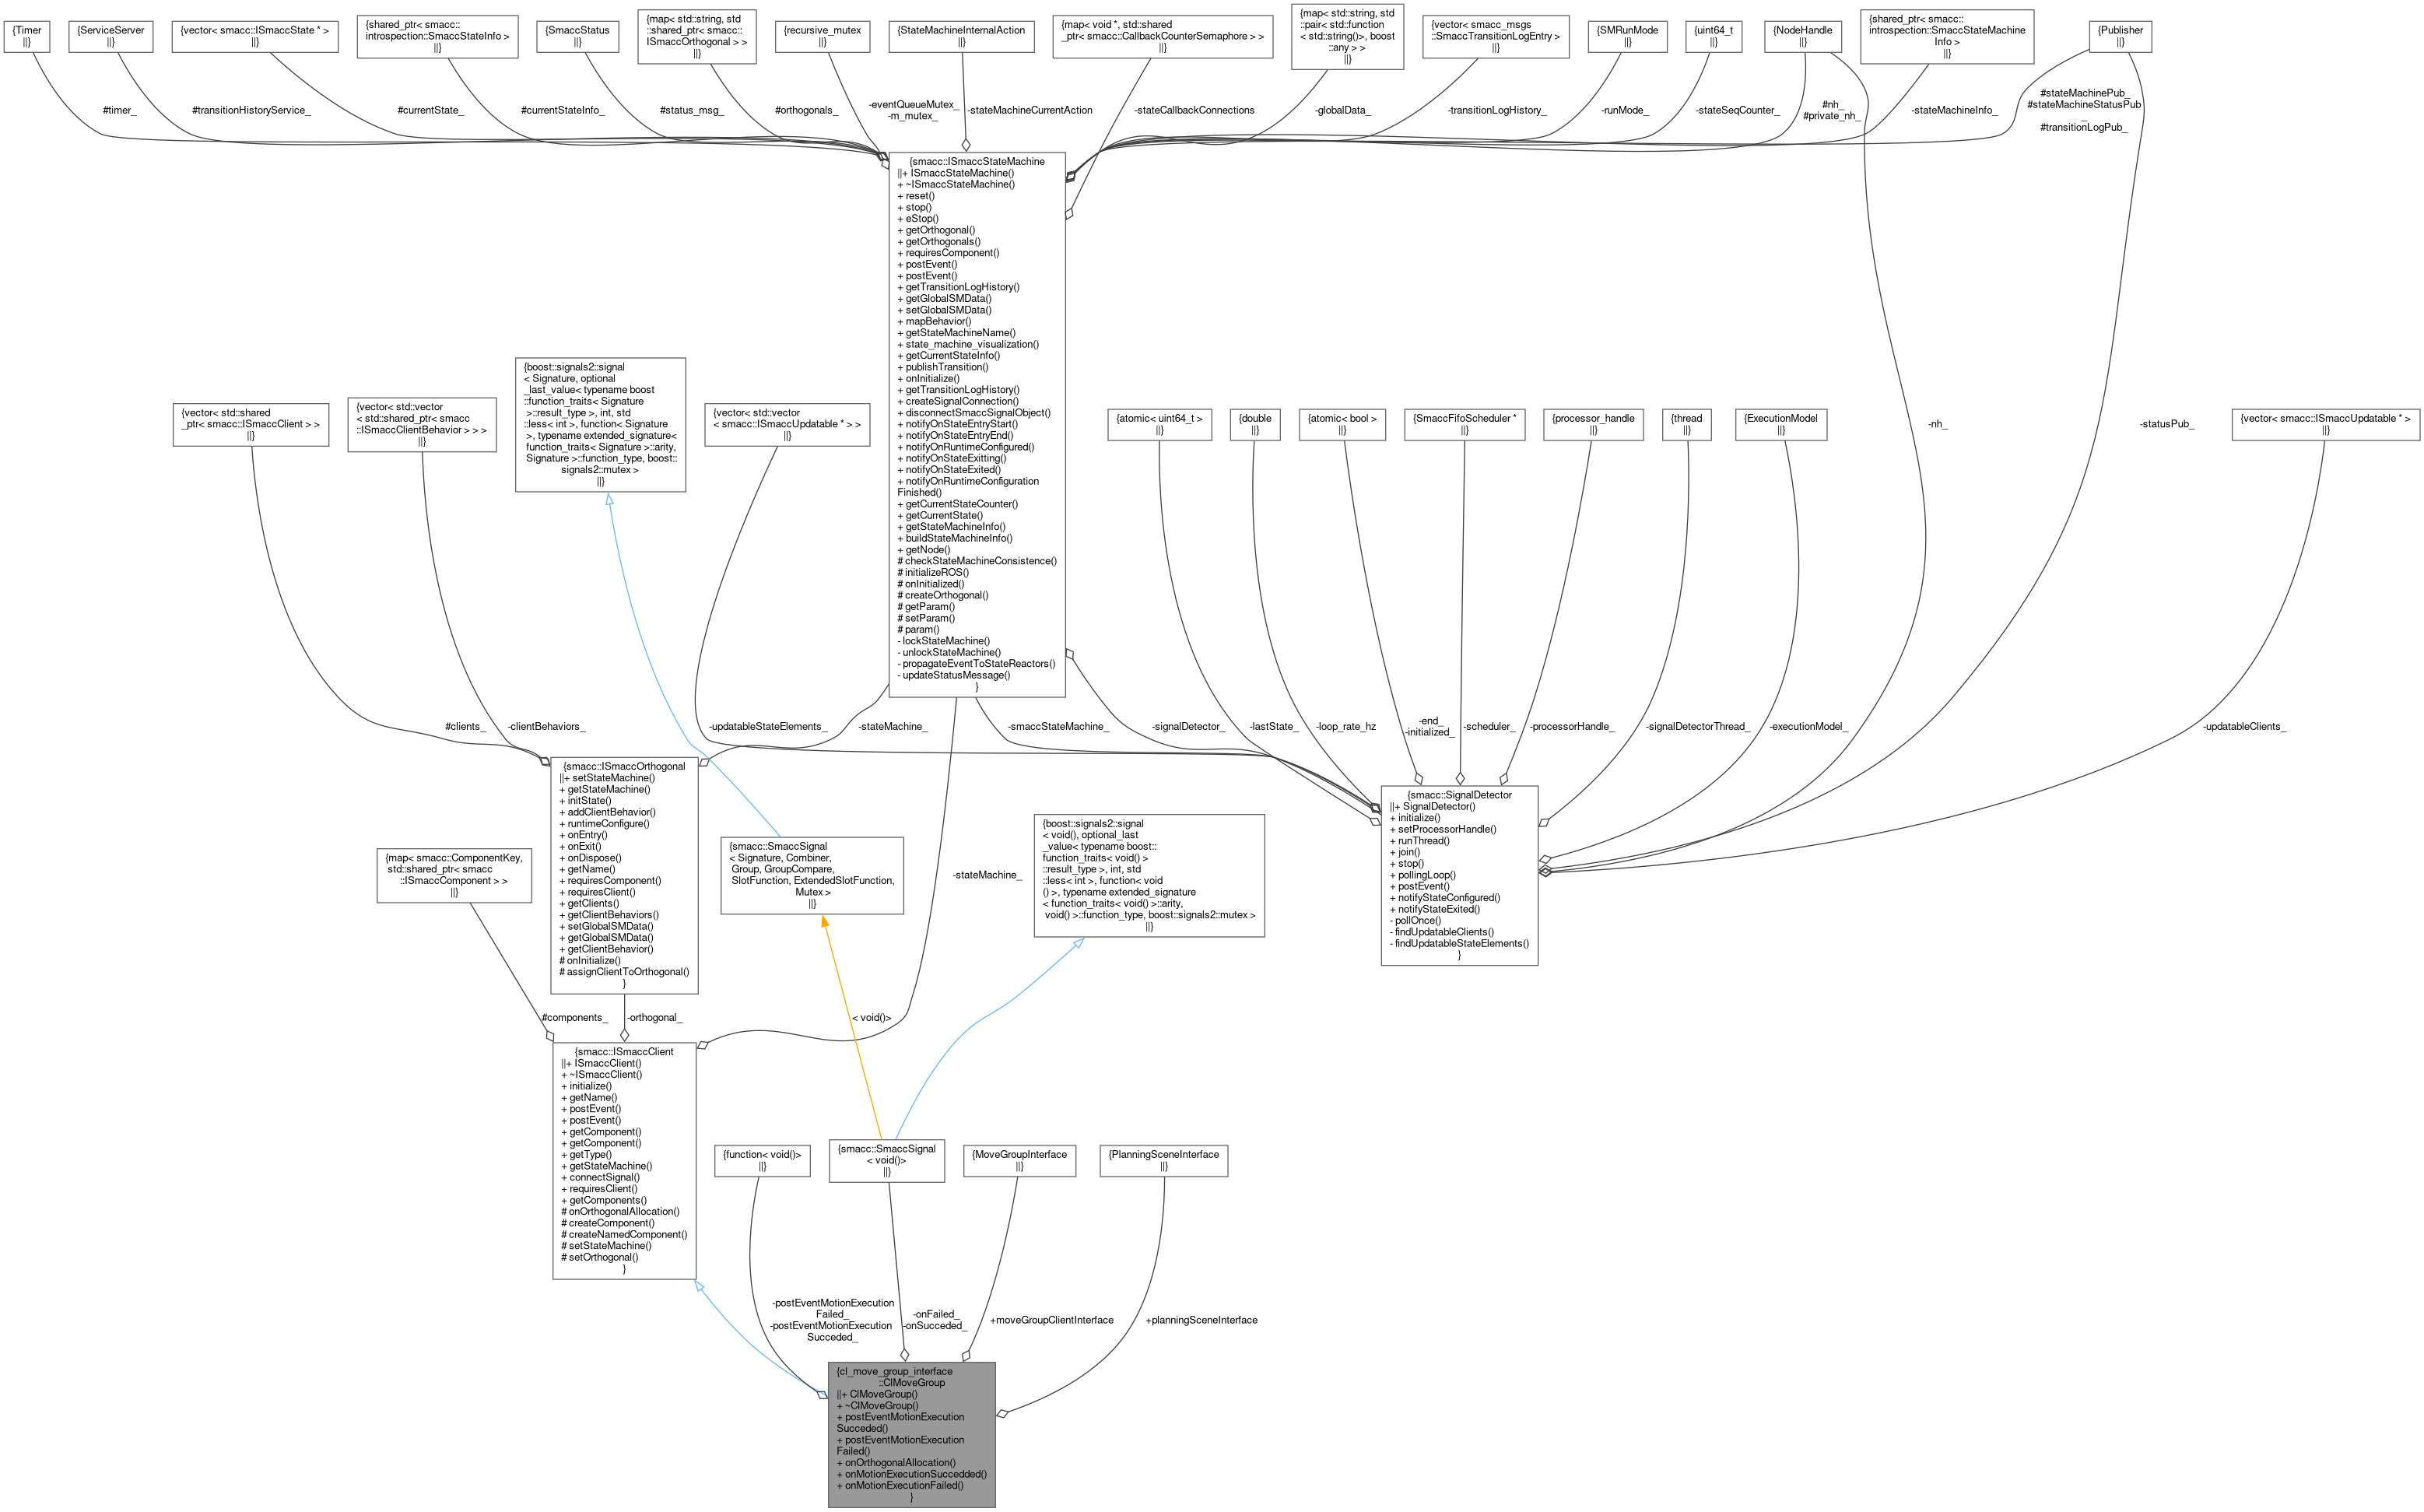 {Timer
||}
{ServiceServer
||}
{vector< smacc::ISmaccState * >
||}
{shared_ptr< smacc::
introspection::SmaccStateInfo >
||}
{SmaccStatus
||}
{map< std::string, std
::shared_ptr< smacc::
ISmaccOrthogonal > >
||}
{recursive_mutex
||}
{StateMachineInternalAction
||}
{map< void *, std::shared
_ptr< smacc::CallbackCounterSemaphore > >
||}
{map< std::string, std
::pair< std::function
< std::string()>, boost
::any > >
||}
{vector< smacc_msgs
::SmaccTransitionLogEntry >
||}
{SMRunMode
||}
{uint64_t
||}
{NodeHandle
||}
{shared_ptr< smacc::
introspection::SmaccStateMachine
Info >
||}
{Publisher
||}
#timer_
#transitionHistoryService_
#currentState_
#currentStateInfo_
#status_msg_
#orthogonals_
-eventQueueMutex_
-m_mutex_
-stateMachineCurrentAction
-stateCallbackConnections
-globalData_
-transitionLogHistory_
-runMode_
-stateSeqCounter_
#nh_
#private_nh_
-stateMachineInfo_
#stateMachinePub_
#stateMachineStatusPub
_
#transitionLogPub_
{smacc::ISmaccStateMachine
||+ ISmaccStateMachine()
+ ~ISmaccStateMachine()
+ reset()
+ stop()
+ eStop()
+ getOrthogonal()
+ getOrthogonals()
+ requiresComponent()
+ postEvent()
+ postEvent()
+ getTransitionLogHistory()
+ getGlobalSMData()
+ setGlobalSMData()
+ mapBehavior()
+ getStateMachineName()
+ state_machine_visualization()
+ getCurrentStateInfo()
+ publishTransition()
+ onInitialize()
+ getTransitionLogHistory()
+ createSignalConnection()
+ disconnectSmaccSignalObject()
+ notifyOnStateEntryStart()
+ notifyOnStateEntryEnd()
+ notifyOnRuntimeConfigured()
+ notifyOnStateExitting()
+ notifyOnStateExited()
+ notifyOnRuntimeConfiguration
Finished()
+ getCurrentStateCounter()
+ getCurrentState()
+ getStateMachineInfo()
+ buildStateMachineInfo()
+ getNode()
# checkStateMachineConsistence()
# initializeROS()
# onInitialized()
# createOrthogonal()
# getParam()
# setParam()
# param()
- lockStateMachine()
- unlockStateMachine()
- propagateEventToStateReactors()
- updateStatusMessage()
}
{vector< std::shared
_ptr< smacc::ISmaccClient > >
||}
{vector< std::vector
< std::shared_ptr< smacc
::ISmaccClientBehavior > > >
||}
{boost::signals2::signal
< Signature, optional
_last_value< typename boost
::function_traits< Signature
>::result_type >, int, std
::less< int >, function< Signature
>, typename extended_signature<
function_traits< Signature >::arity,
Signature >::function_type, boost::
signals2::mutex >
||}
{vector< std::vector
< smacc::ISmaccUpdatable * > >
||}
{atomic< uint64_t >
||}
{double
||}
{atomic< bool >
||}
{SmaccFifoScheduler *
||}
{processor_handle
||}
{thread
||}
{ExecutionModel
||}
-nh_
-statusPub_
{vector< smacc::ISmaccUpdatable * >
||}
#clients_
-clientBehaviors_
-updatableStateElements_
-stateMachine_
-smaccStateMachine_
-signalDetector_
-lastState_
-loop_rate_hz
-end_
-initialized_
-scheduler_
-processorHandle_
-signalDetectorThread_
-executionModel_
-updatableClients_
{smacc::ISmaccOrthogonal
||+ setStateMachine()
+ getStateMachine()
+ initState()
+ addClientBehavior()
+ runtimeConfigure()
+ onEntry()
+ onExit()
+ onDispose()
+ getName()
+ requiresComponent()
+ requiresClient()
+ getClients()
+ getClientBehaviors()
+ setGlobalSMData()
+ getGlobalSMData()
+ getClientBehavior()
# onInitialize()
# assignClientToOrthogonal()
}
{smacc::SignalDetector
||+ SignalDetector()
+ initialize()
+ setProcessorHandle()
+ runThread()
+ join()
+ stop()
+ pollingLoop()
+ postEvent()
+ notifyStateConfigured()
+ notifyStateExited()
- pollOnce()
- findUpdatableClients()
- findUpdatableStateElements()
}
{map< smacc::ComponentKey,
std::shared_ptr< smacc
::ISmaccComponent > >
||}
{smacc::SmaccSignal
< Signature, Combiner,
Group, GroupCompare,
SlotFunction, ExtendedSlotFunction,
Mutex >
||}
-stateMachine_
{boost::signals2::signal
< void(), optional_last
_value< typename boost::
function_traits< void() >
::result_type >, int, std
::less< int >, function< void
() >, typename extended_signature
< function_traits< void() >::arity,
void() >::function_type, boost::signals2::mutex >
||}
#components_
-orthogonal_
< void()>
{smacc::ISmaccClient
||+ ISmaccClient()
+ ~ISmaccClient()
+ initialize()
+ getName()
+ postEvent()
+ postEvent()
+ getComponent()
+ getComponent()
+ getType()
+ getStateMachine()
+ connectSignal()
+ requiresClient()
+ getComponents()
# onOrthogonalAllocation()
# createComponent()
# createNamedComponent()
# setStateMachine()
# setOrthogonal()
}
{function< void()>
||}
{smacc::SmaccSignal
< void()>
||}
{MoveGroupInterface
||}
{PlanningSceneInterface
||}
-postEventMotionExecution
Failed_
-postEventMotionExecution
Succeded_
-onFailed_
-onSucceded_
+moveGroupClientInterface
+planningSceneInterface
{cl_move_group_interface
::ClMoveGroup
||+ ClMoveGroup()
+ ~ClMoveGroup()
+ postEventMotionExecution
Succeded()
+ postEventMotionExecution
Failed()
+ onOrthogonalAllocation()
+ onMotionExecutionSuccedded()
+ onMotionExecutionFailed()
}